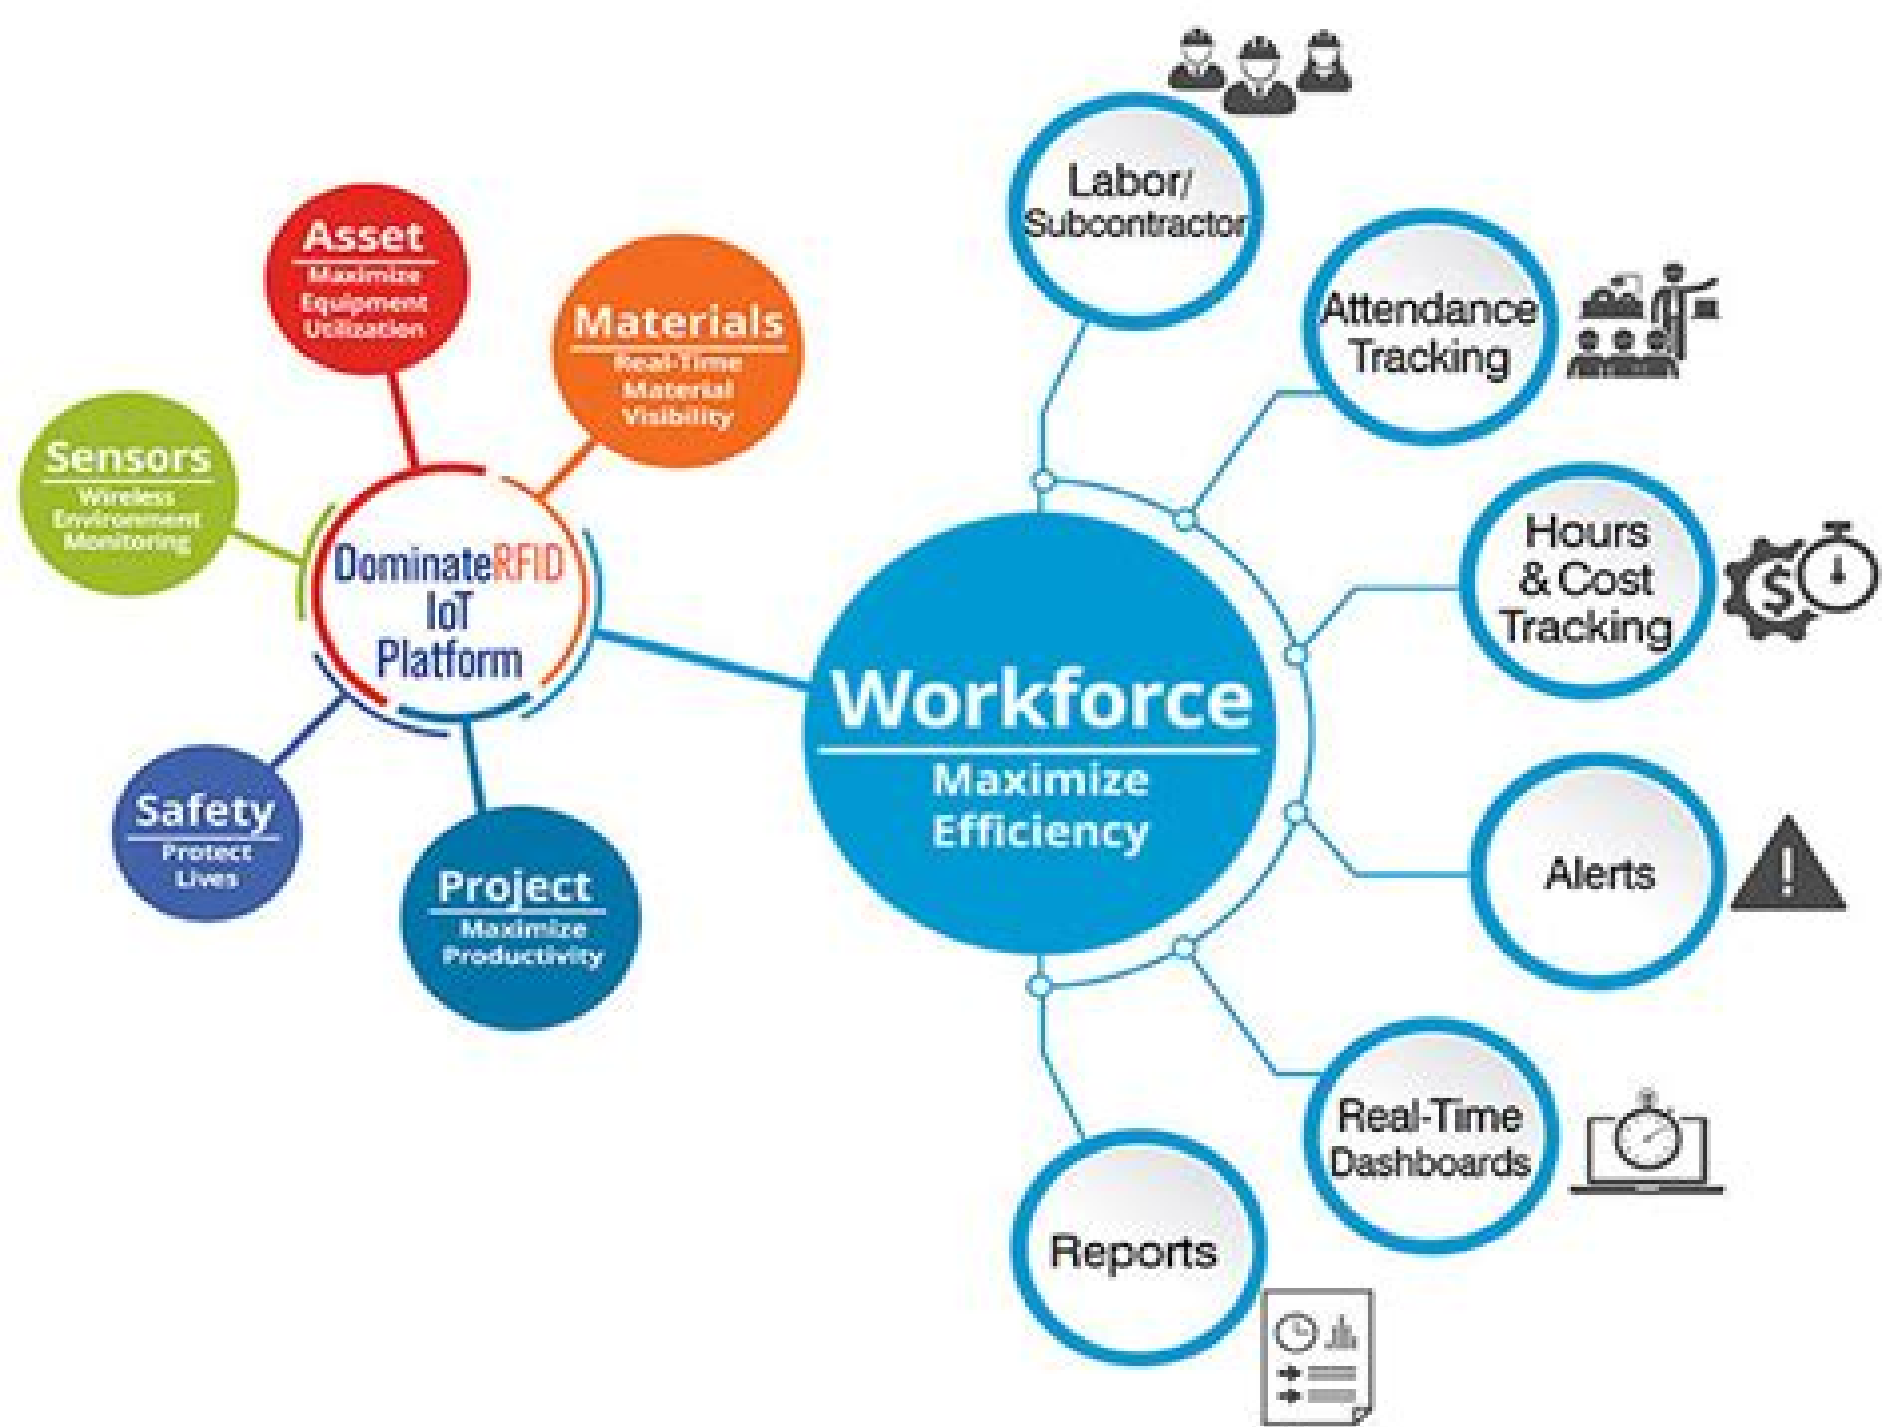 Asset
Maximize
Equipment
Utilization
Materials
Real-Time
Material
Visibility
Sensors
Wireless
Environment
Monitoring
DominateRFID
IoT
Platform
Safety
Protect
Lives
Project
Maximize
Productivity
Workforce
Maximize
Efficiency
Labor/
Subcontractor
Attendance
Tracking
Hours
& Cost
Tracking
$
Alerts
!
Real-Time
Dashboards
Reports